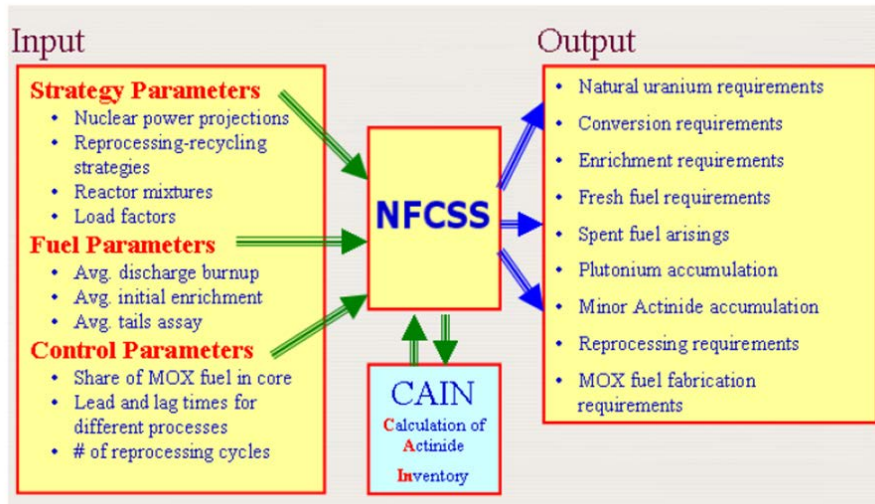 Input
Strategy Parameters
• Nuclear power projections
• Reprocessing-recycling
strategies
• Reactor mixtures
• Load factors
Fuel Parameters
• Avg. discharge burnup
• Avg. initial enrichment
• Avg. tails assay
Control Parameters
• Share of MOX fuel in core
• Lead and lag times for
different processes
• # of reprocessing cycles
NFCSS
CAIN
Calculation of
Actinide
Inventory
Output
• Natural uranium requirements
• Conversion requirements
• Enrichment requirements
• Fresh fuel requirements
• Spent fuel arisings
• Plutonium accumulation
• Minor Actinide accumulation
• Reprocessing requirements
• MOX fuel fabrication
requirements